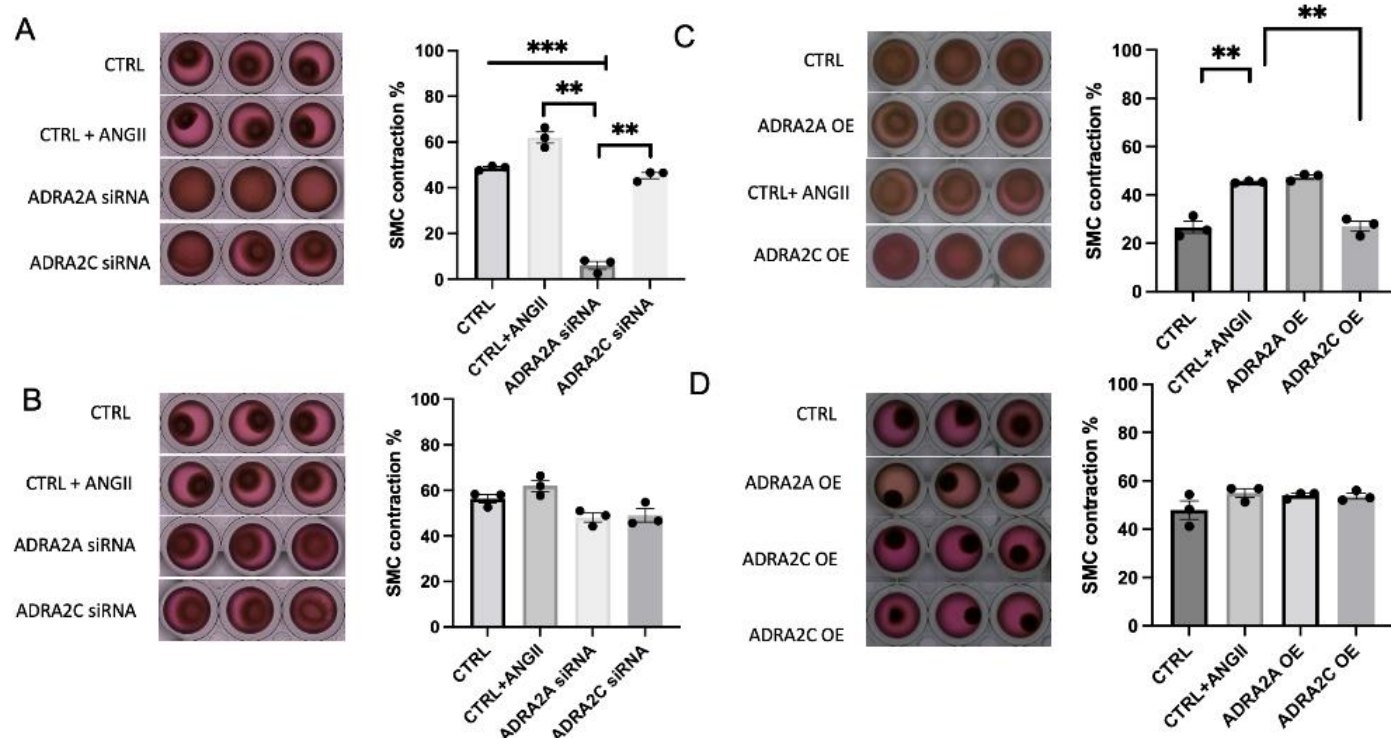 A
CTRL
CTRL + ANGII
ADRA2A siRNA
ADRA2C siRNA
SMC contraction %
100
80
60
40
20
0
***
**
**
CTRL
CTRL+ANGII
ADRA2A siRNA
ADRA2C siRNA
C
CTRL
ADRA2A OE
CTRL+ ANGII
ADRA2C OE
SMC contraction %
100
80
60
40
20
0
**
**
CTRL
CTRL+ANGII
ADRA2A OE
ADRA2C OE
B
CTRL
CTRL + ANGII
ADRA2A siRNA
ADRA2C siRNA
SMC contraction %
100
80
60
40
20
0
CTRL
CTRL+ANGII
ADRA2A siRNA
ADRA2C siRNA
D
CTRL
ADRA2A OE
ADRA2C OE
ADRA2C OE
SMC contraction %
100
80
60
40
20
0
CTRL
CTRL+ANGII
ADRA2A OE
ADRA2C OE